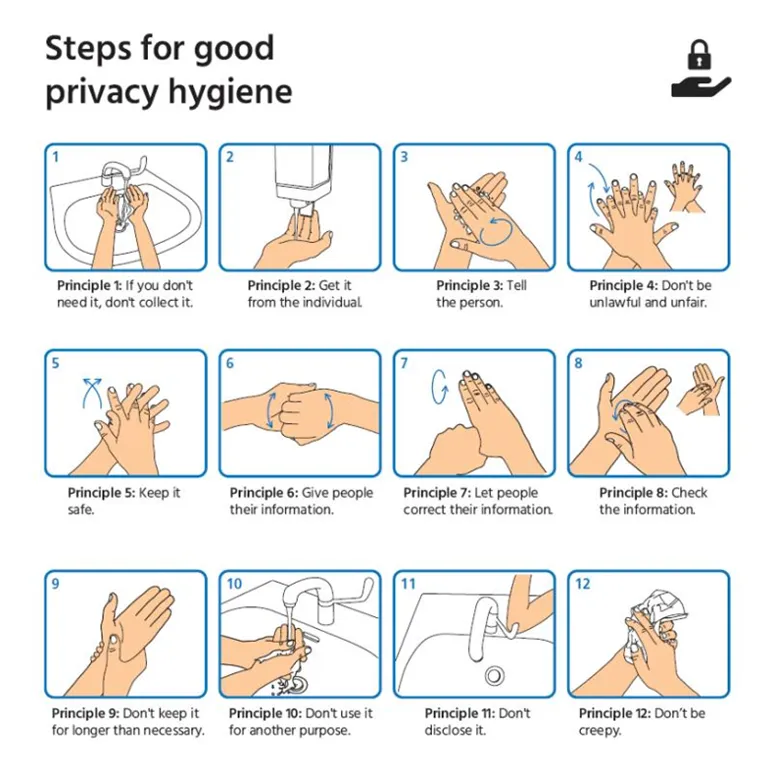 Steps for good
privacy hygiene
1
2
3
4
Principle 1: If you don't
need it, don't collect it.
Principle 2: Get it
from the individual.
Principle 3: Tell
the person.
Principle 4: Don't be
unlawful and unfair.
5
6
7
8
Principle 5: Keep it
safe.
Principle 6: Give people
their information.
Principle 7: Let people
correct their information.
Principle 8: Check
the information.
9
10
11
12
Principle 9: Don't keep it
for longer than necessary.
Principle 10: Don't use it
for another purpose.
Principle 11: Don't
disclose it.
Principle 12: Don’t be
creepy.